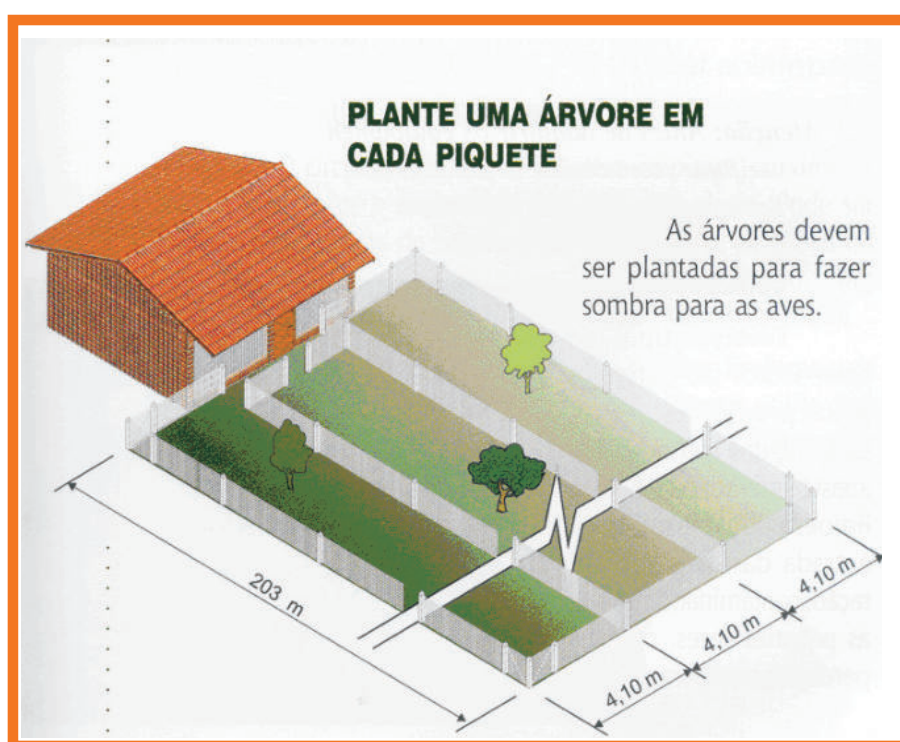 PLANTE UMA ÁRVORE EM
CADA PIQUETE
As árvores devem
ser plantadas para fazer
sombra para as aves.
203 m
4,10 m
4,10 m
4,10 m